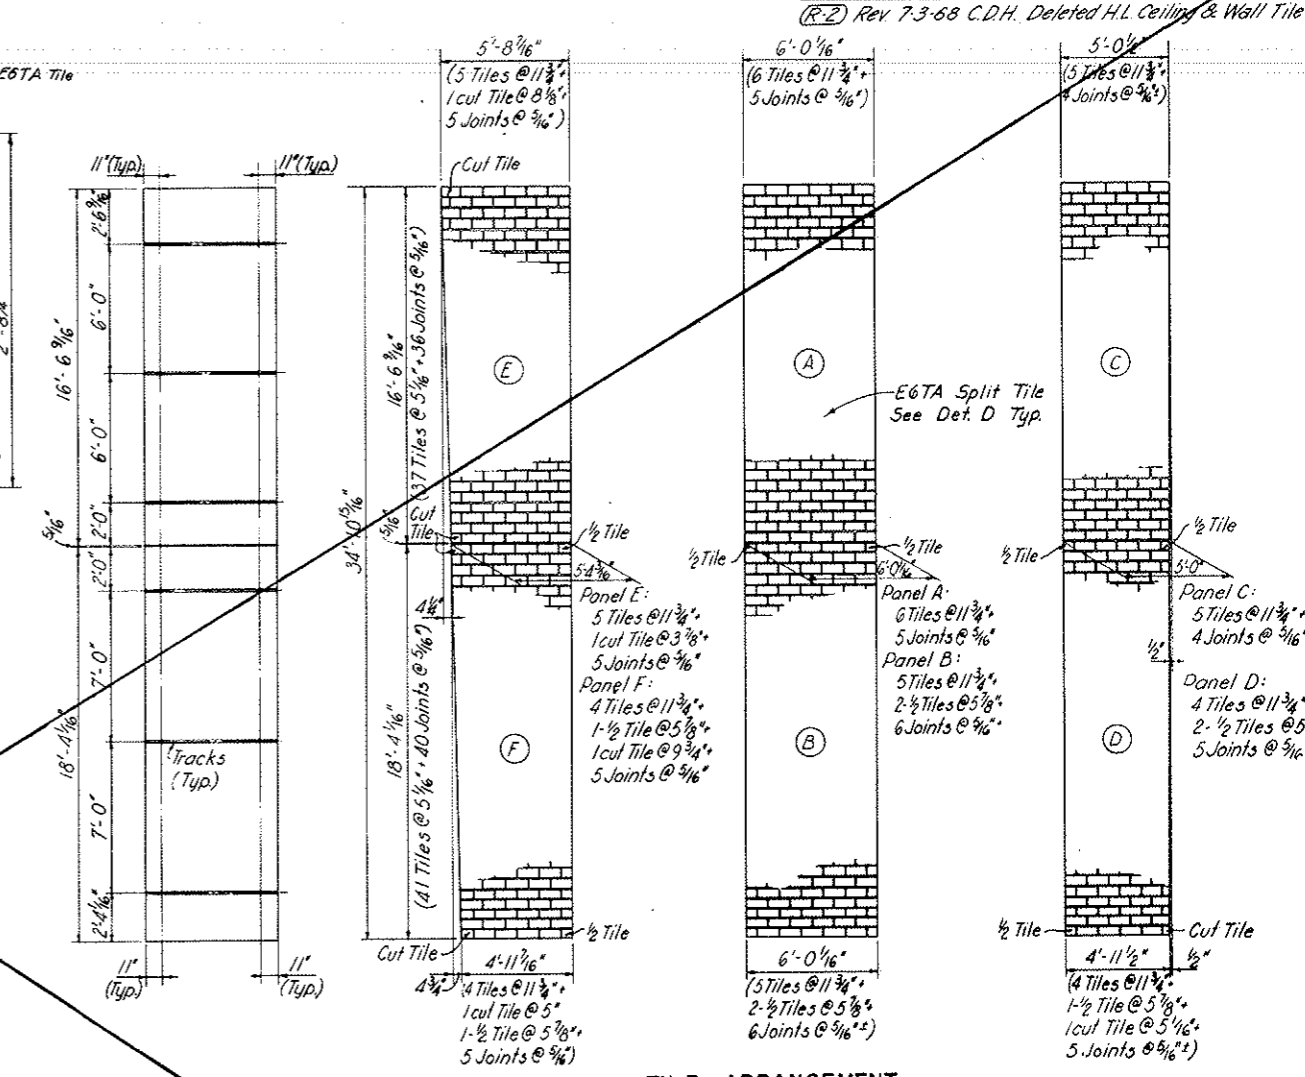 (R-2) Rev 7-3-68 C.D.H. Deleted H.L. Ceiling & Wall Tile
E6TA Tile
5'-8 7/16"
(5 Tiles @ 11 3/4"+
1 cut Tile @ 8 1/8"+
5 Joints @ 5/16")
6'-0 1/16"
(6 Tiles @ 11 3/4"+
5 Joints @ 5/16")
5'-0 1/2"
(5 Tiles @ 11 3/4"+
4 Joints @ 5/16"±)
11"(Typ.)
11"(Typ.)
Cut Tile
2'-6 9/16"
6'-0"
16'-6 9/16"
6'-0"
2'-0"
5/16"
2'-0"
7'-0"
18'-4 1/16"
7'-0"
2'-4 1/16"
Tracks
(Typ.)
11"
(Typ.)
11"
(Typ.)
34'-10 15/16"
16'-6 9/16"
(37 Tiles @ 5 1/16" + 36 Joints @ 5/16")
5/16"
18'-4 1/16"
(41 Tiles @ 5 1/16" + 40 Joints @ 5/16")
E
A
C
E6TA Split Tile
See Det. D Typ.
Cut
Tile
1/2 Tile
5'-4 3/16"
4 1/4"
Panel E:
5 Tiles @ 11 3/4"+
1 cut Tile @ 3 7/8"+
5 Joints @ 5/16"
Panel F:
4 Tiles @ 11 3/4"+
1-1/2 Tile @ 5 7/8"+
1 cut Tile @ 9 3/4"+
5 Joints @ 5/16"
1/2 Tile
1/2 Tile
6'-0 1/16"
Panel A:
6 Tiles @ 11 3/4"+
5 Joints @ 5/16"
Panel B:
5 Tiles @ 11 3/4"+
2-1/2 Tiles @ 5 7/8"+
6 Joints @ 5/16"
1/2 Tile
1/2 Tile
5'-0"
Panel C:
5 Tiles @ 11 3/4"+
4 Joints @ 5/16"
1/2"
Panel D:
4 Tiles @ 11 3/4"
2-1/2 Tiles @ 5
5 Joints @ 5/16
F
B
D
Cut Tile
1/2 Tile
4 3/4"
4'-11 7/16"
(4 Tiles @ 11 3/4"+
1 cut Tile @ 5"
1-1/2 Tile @ 5 7/8"+
5 Joints @ 5/16")
6'-0 1/16"
(5 Tiles @ 11 3/4"+
2-1/2 Tiles @ 5 7/8"+
6 Joints @ 5/16"±)
1/2 Tile
Cut Tile
4'-11 1/2"
1/2"
(4 Tiles @ 11 3/4"+
1-1/2 Tile @ 5 7/8"+
1 cut Tile @ 5 1/16"+
5 Joints @ 5/16"±)
ARRANGEMENT